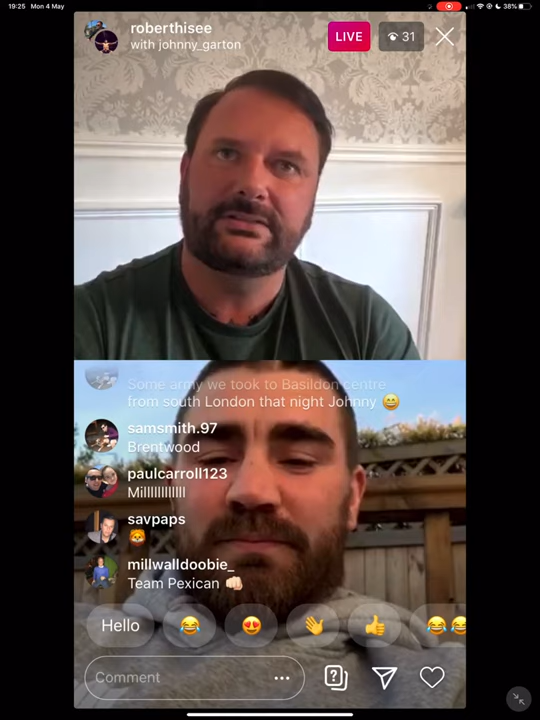 19:25 Mon 4 May 38%
roberthisee
with johnny_garton
LIVE 31
Some army we took to Basildon centre
from south London that night Johnny 😅
samsmith.97
Brentwood
paulcarroll123
Millllllllllll
savpaps
🦁
millwalldoobie_
Team Pexican 👊🏻
Hello 😂 😍 👋 👍 😂😂
Comment ...